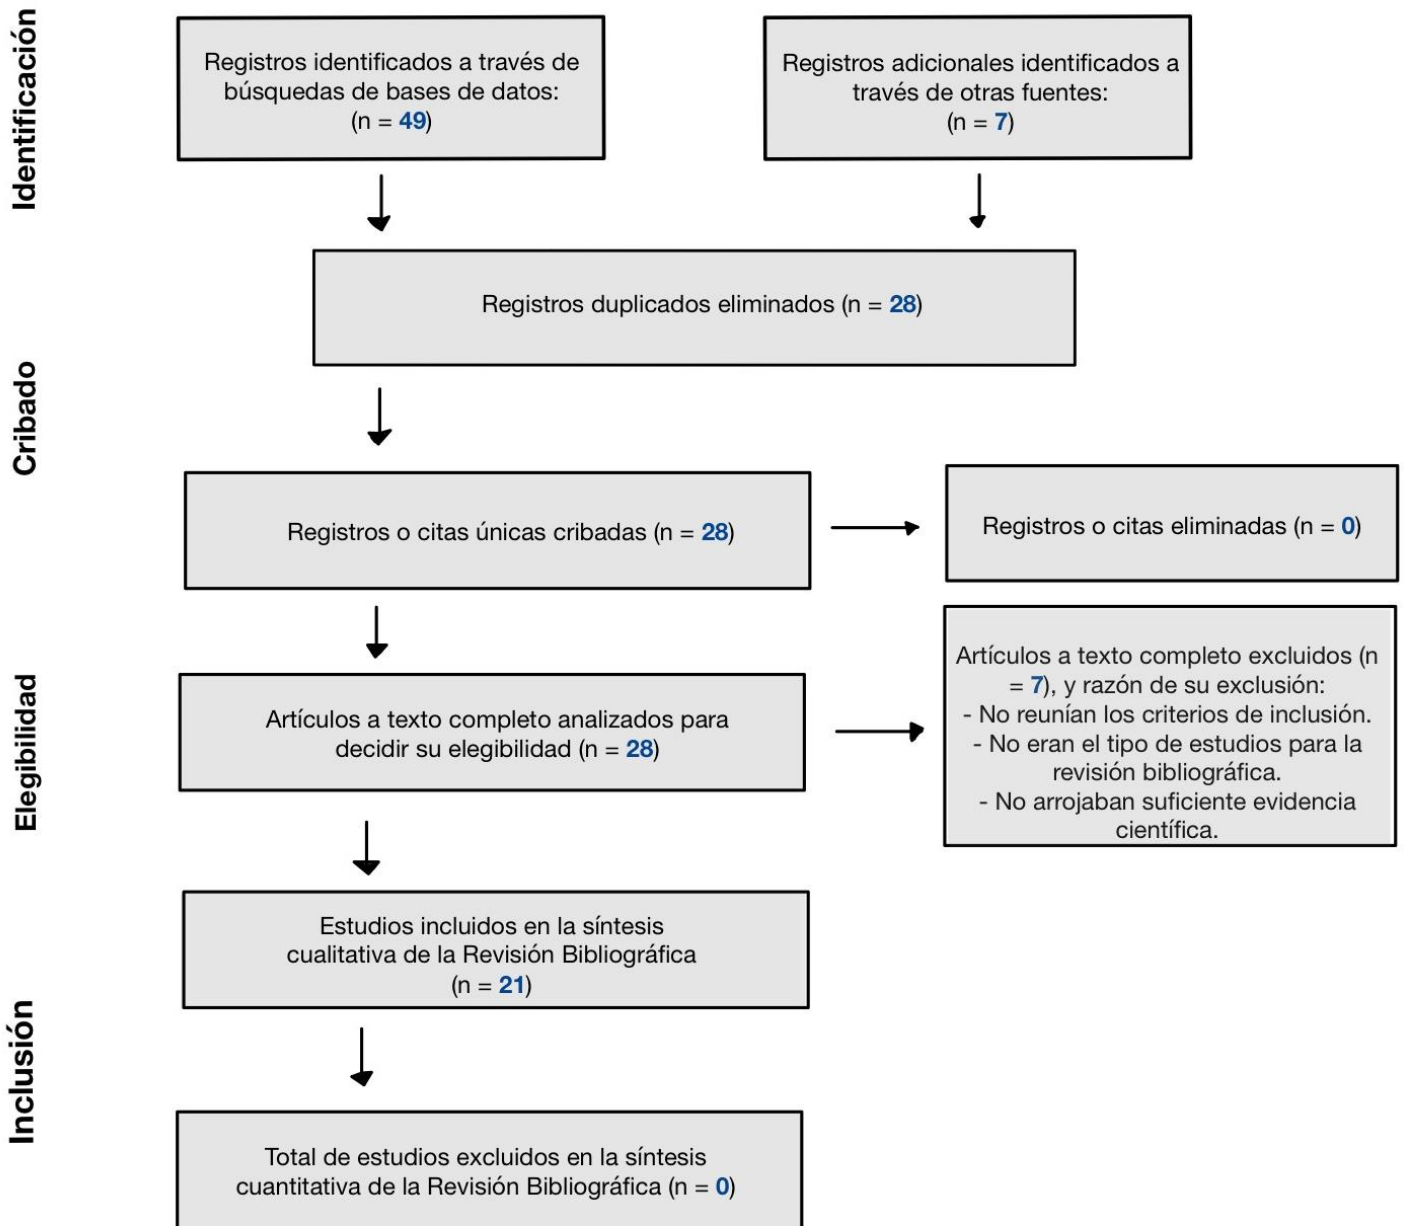 Identificación
Registros identificados a través de
búsquedas de bases de datos:
(n = 49)
Registros adicionales identificados a
través de otras fuentes:
(n = 7)
Registros duplicados eliminados (n = 28)
Cribado
Registros o citas únicas cribadas (n = 28)
Registros o citas eliminadas (n = 0)
Elegibilidad
Artículos a texto completo analizados para
decidir su elegibilidad (n = 28)
Artículos a texto completo excluidos (n
= 7), y razón de su exclusión:
- No reunían los criterios de inclusión.
- No eran el tipo de estudios para la
revisión bibliográfica.
- No arrojaban suficiente evidencia
científica.
Inclusión
Estudios incluidos en la síntesis
cualitativa de la Revisión Bibliográfica
(n = 21)
Total de estudios excluidos en la síntesis
cuantitativa de la Revisión Bibliográfica (n = 0)